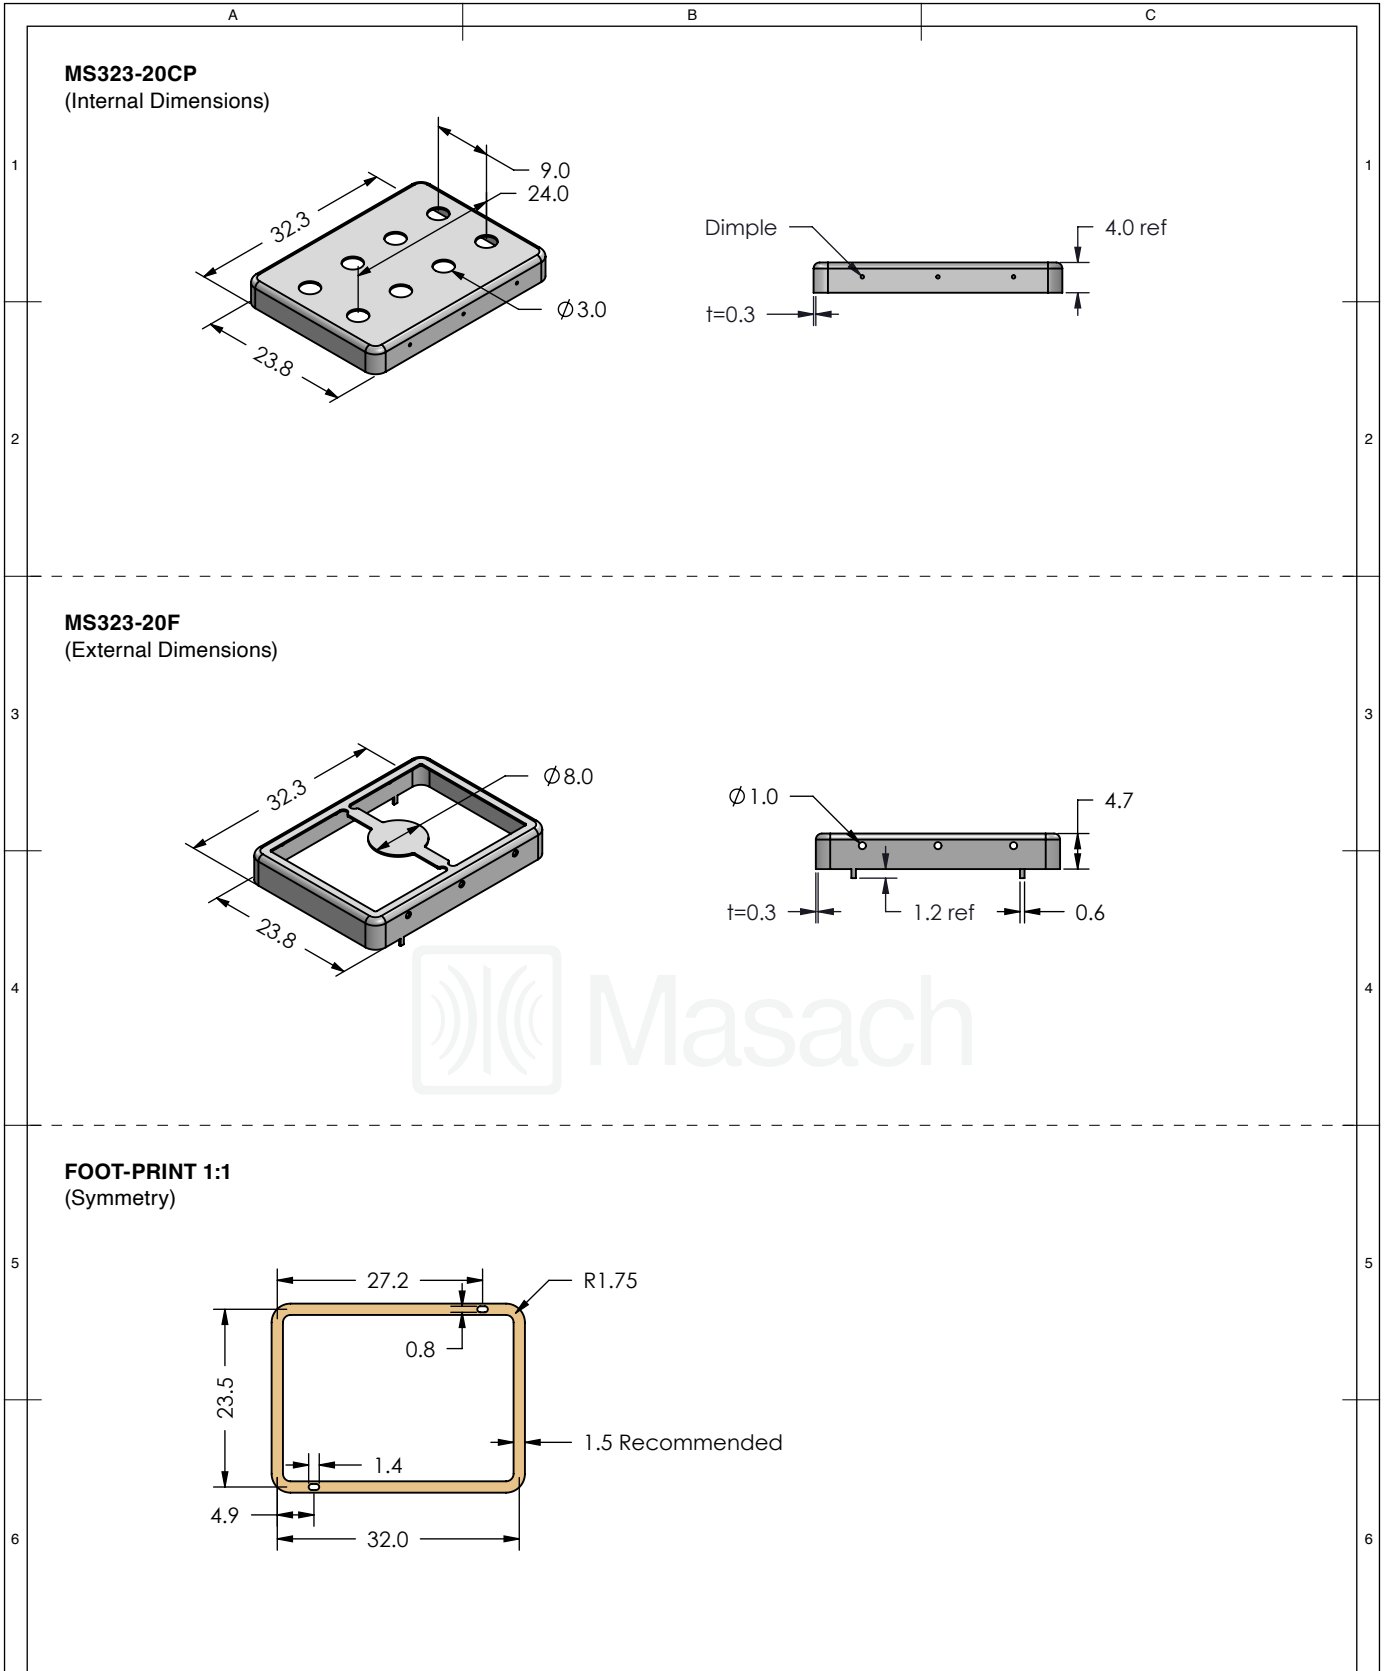 A
B
C
MS323-20CP
(Internal Dimensions)
1
1
9.0
24.0
32.3
Ø3.0
23.8
Dimple
4.0 ref
t=0.3
2
2
MS323-20F
(External Dimensions)
3
3
32.3
Ø8.0
23.8
Ø1.0
4.7
t=0.3
1.2 ref
0.6
Masach
4
4
FOOT-PRINT 1:1
(Symmetry)
5
5
27.2
R1.75
0.8
23.5
1.5 Recommended
1.4
4.9
32.0
6
6